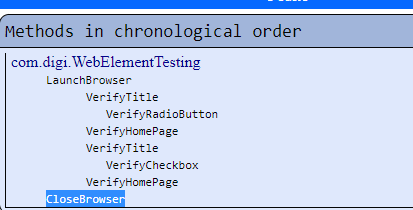 Methods in chronological order
com.digi.WebElementTesting
LaunchBrowser
VerifyTitle
VerifyRadioButton
VerifyHomePage
VerifyTitle
VerifyCheckbox
VerifyHomePage
CloseBrowser